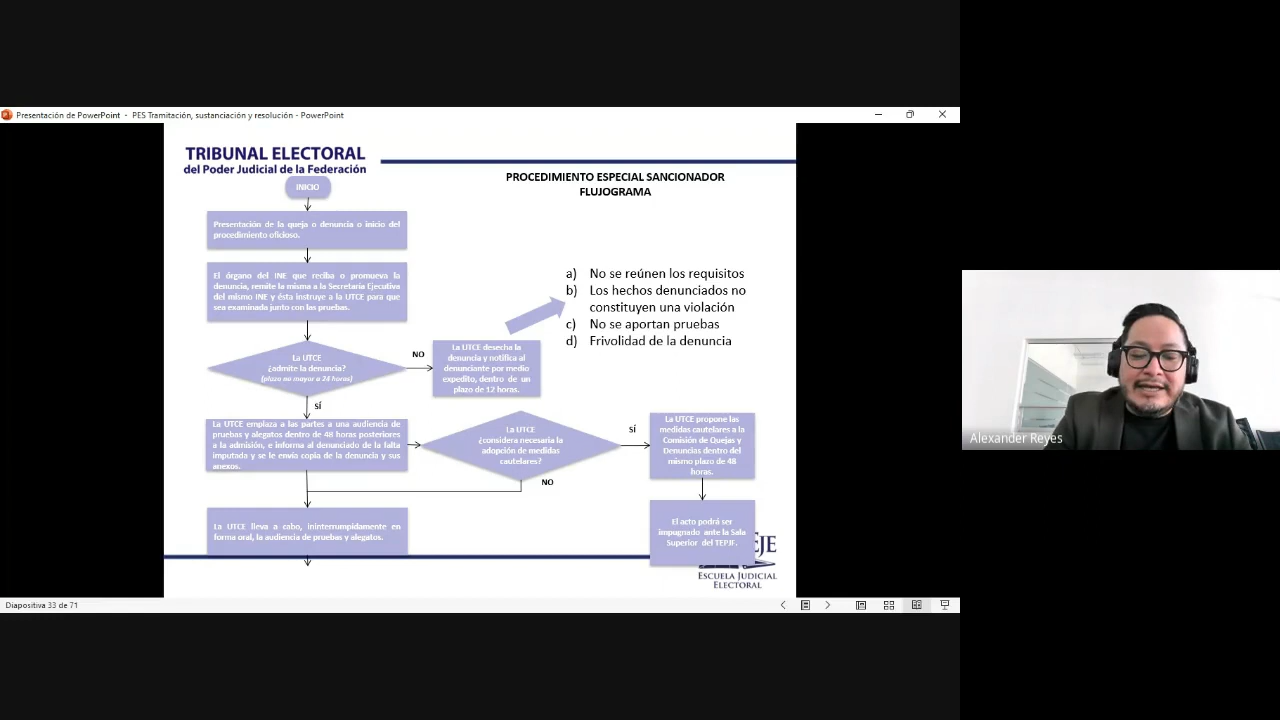 Presentación de PowerPoint - PES Tramitación, sustanciación y resolución - PowerPoint
TRIBUNAL ELECTORAL
del Poder Judicial de la Federación
PROCEDIMIENTO ESPECIAL SANCIONADOR
FLUJOGRAMA
INICIO
Presentación de la queja o denuncia o inicio del
procedimiento oficioso.
El órgano del INE que reciba o promueva la
denuncia, remite la misma a la Secretaría Ejecutiva
del mismo INE y ésta instruye a la UTCE para que
sea examinada junto con las pruebas.
a) No se reúnen los requisitos
b) Los hechos denunciados no
constituyen una violación
c) No se aportan pruebas
d) Frivolidad de la denuncia
La UTCE
¿admite la denuncia?
(plazo no mayor a 24 horas)
NO
La UTCE desecha la
denuncia y notifica al
denunciante por medio
expedito, dentro de un
plazo de 12 horas.
SÍ
La UTCE emplaza a las partes a una audiencia de
pruebas y alegatos dentro de 48 horas posteriores
a la admisión, e informa al denunciado de la falta
imputada y se le envía copia de la denuncia y sus
anexos.
La UTCE
¿considera necesaria la
adopción de medidas
cautelares?
SÍ
La UTCE propone las
medidas cautelares a la
Comisión de Quejas y
Denuncias dentro del
mismo plazo de 48
horas.
NO
La UTCE lleva a cabo, ininterrumpidamente en
forma oral, la audiencia de pruebas y alegatos.
El acto podrá ser
impugnado ante la Sala
Superior del TEPJF.
EJE
ESCUELA JUDICIAL
ELECTORAL
Diapositiva 33 de 71
Alexander Reyes